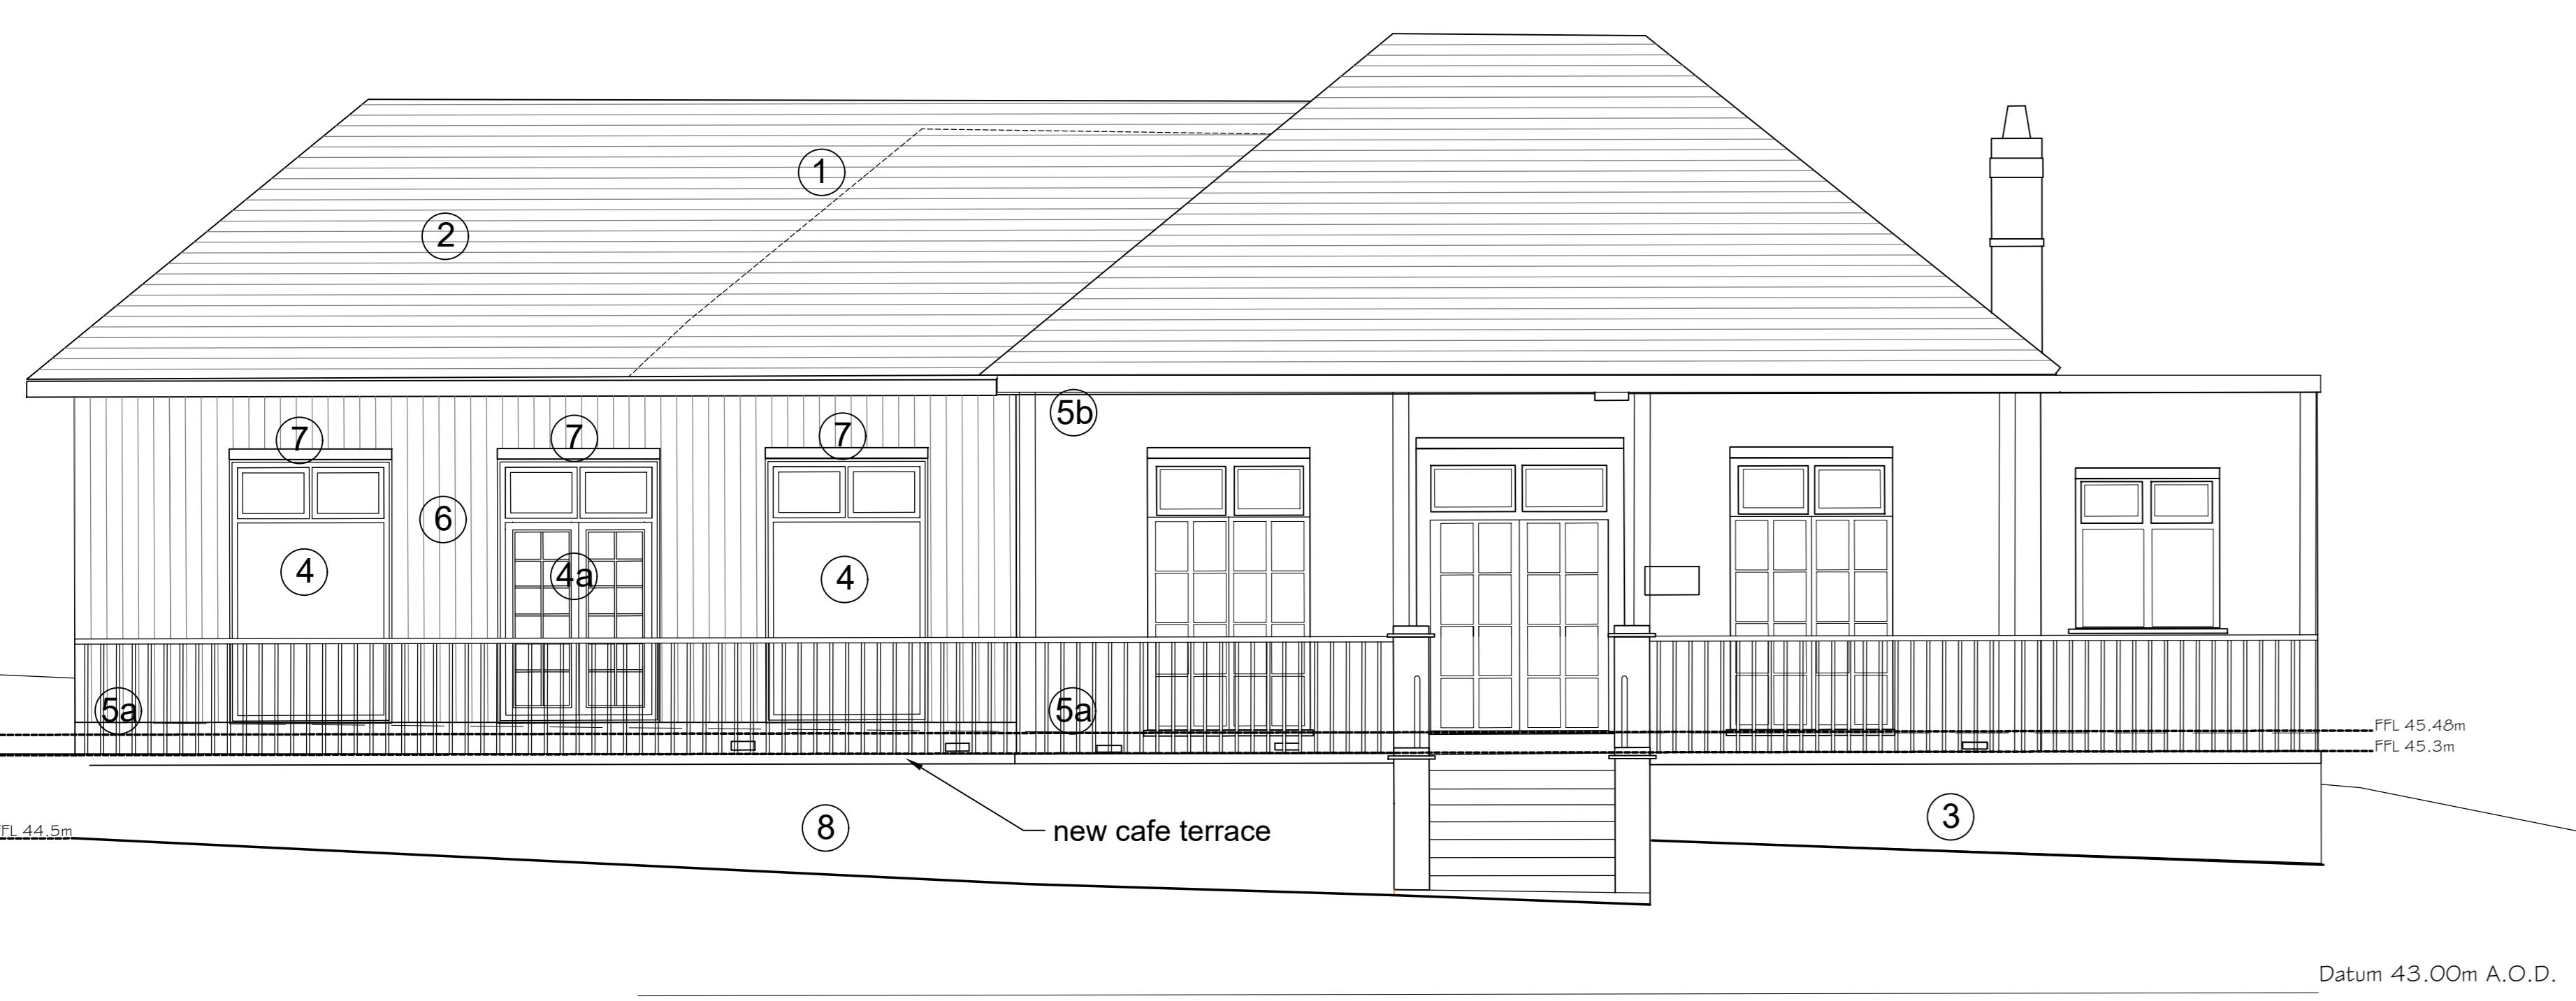 1
2
5b
7
7
7
6
4
4a
4
5a
5a
FFL 45.48m
FFL 45.3m
3
8
new cafe terrace
FL 44.5m
Datum 43.00m A.O.D.